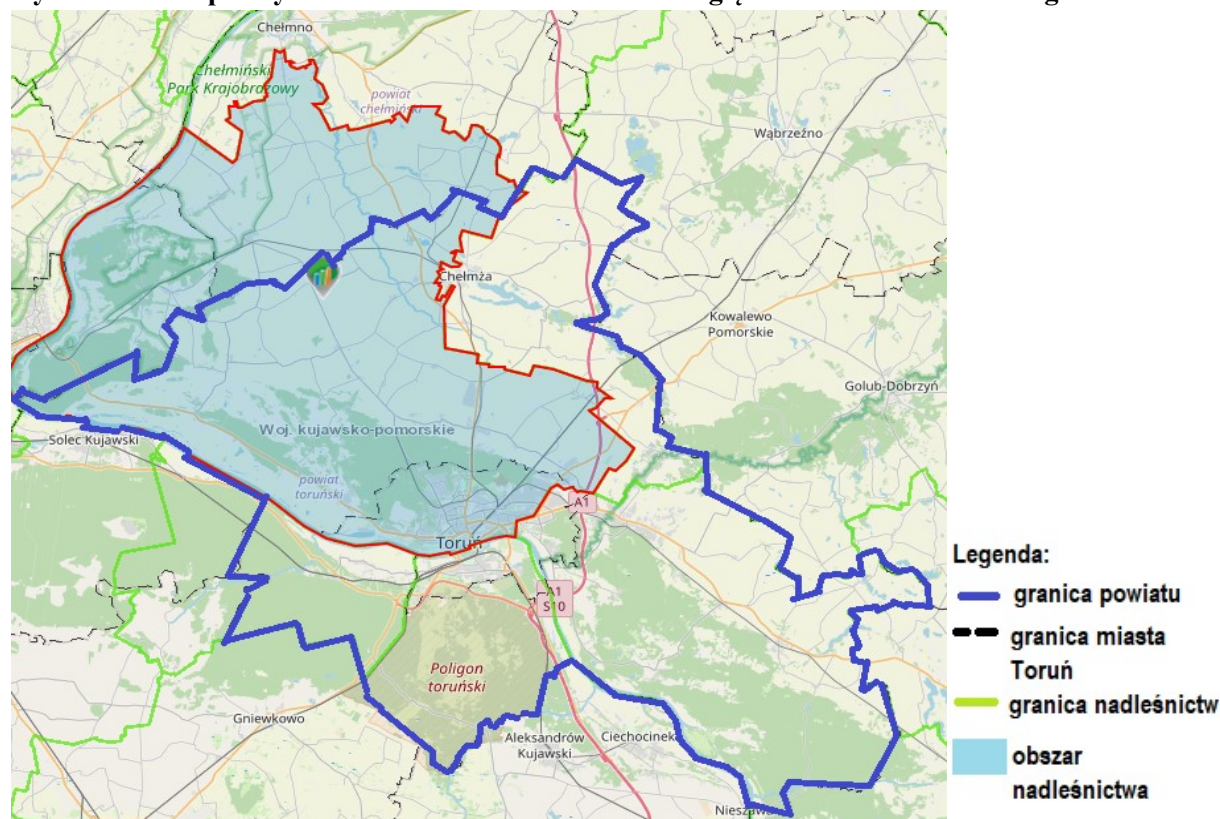 Chełmno
Chełmiński
Park Krajobrazowy
powiat
chełmiński
Wąbrzeźno
Chełmża
Kowalewo
Pomorskie
Golub-Dobrzyń
Woj. kujawsko-pomorskie
Solec Kujawski
powiat
toruński
A1
Toruń
A1
S10
Poligon
toruński
Gniewkowo
Aleksandrów
Kujawski
Ciechocinek
Legenda:
granica powiatu
granica miasta
Toruń
granica nadleśnictw
obszar
nadleśnictwa